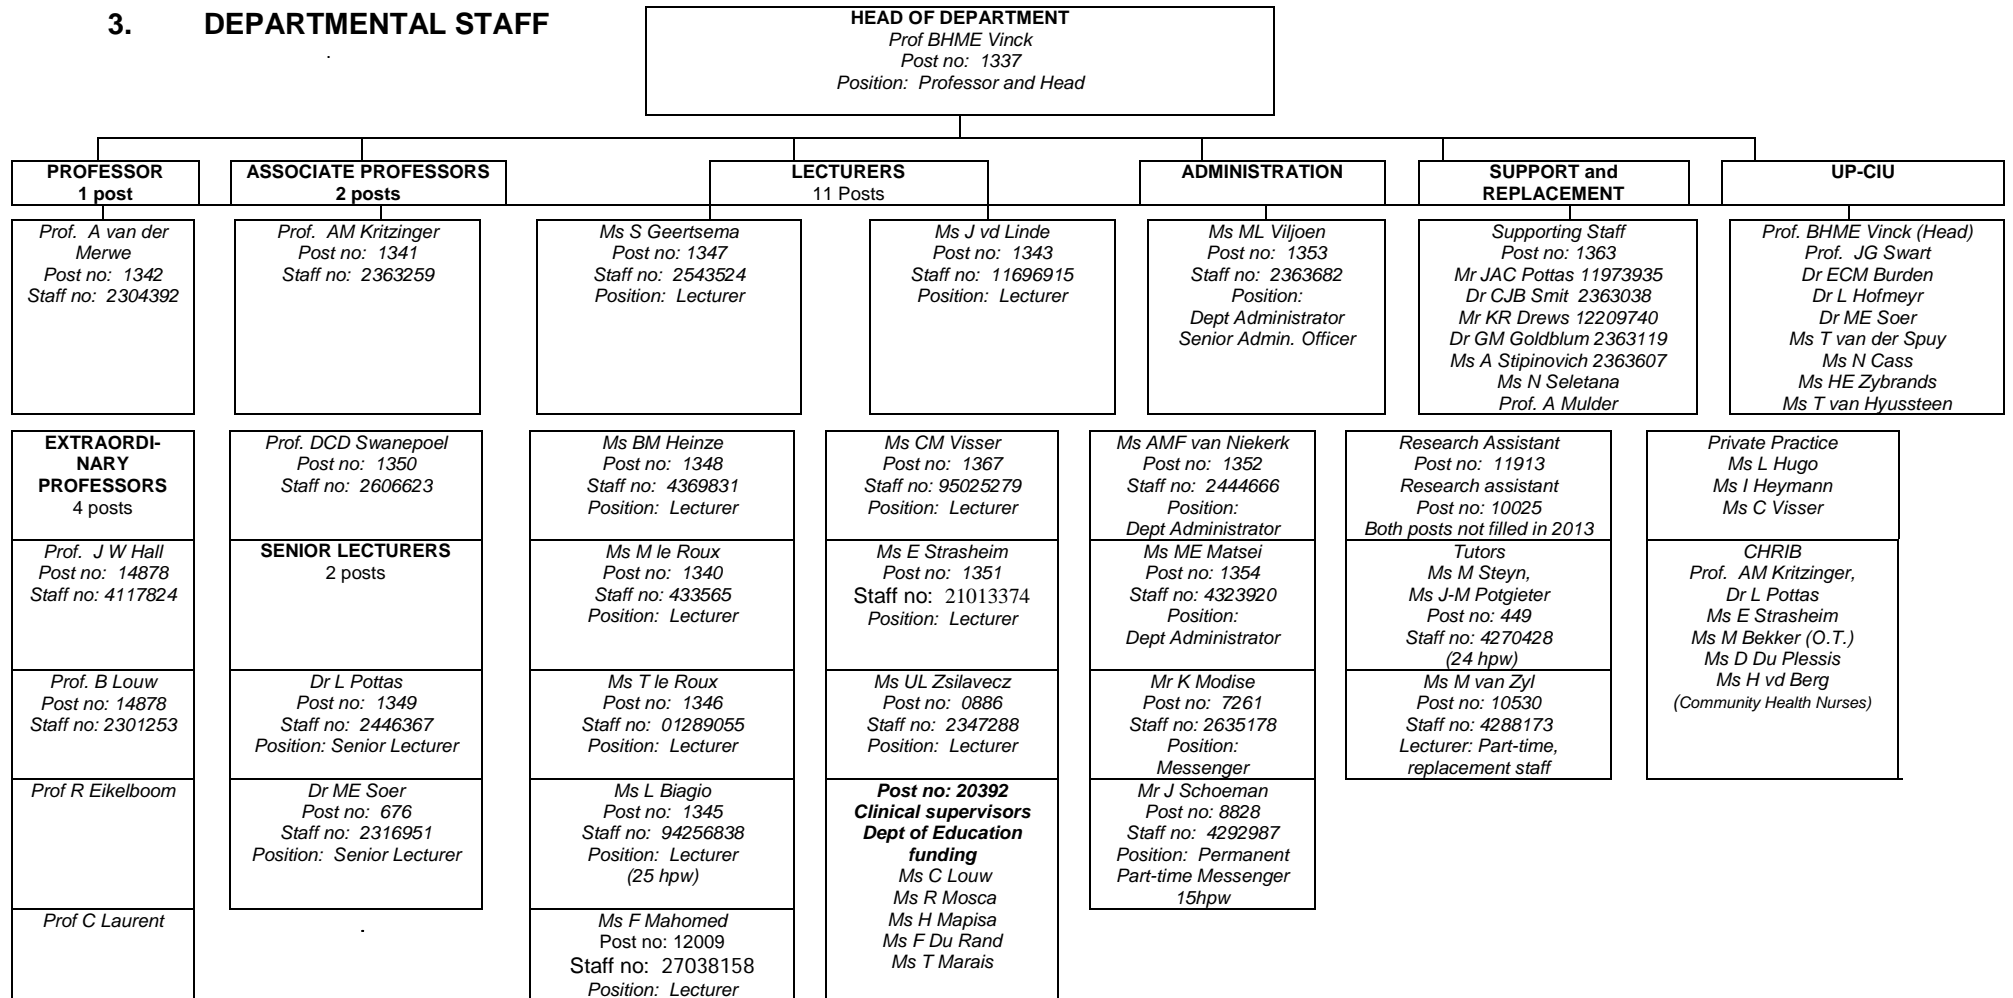 3. DEPARTMENTAL STAFF
.
HEAD OF DEPARTMENT
Prof BHME Vinck
Post no: 1337
Position: Professor and Head
PROFESSOR
1 post
ASSOCIATE PROFESSORS
2 posts
LECTURERS
11 Posts
ADMINISTRATION
SUPPORT and
REPLACEMENT
UP-CIU
Prof. A van der
Merwe
Post no: 1342
Staff no: 2304392
Prof. AM Kritzinger
Post no: 1341
Staff no: 2363259
Ms S Geertsema
Post no: 1347
Staff no: 2543524
Position: Lecturer
Ms J vd Linde
Post no: 1343
Staff no: 11696915
Position: Lecturer
Ms ML Viljoen
Post no: 1353
Staff no: 2363682
Position:
Dept Administrator
Senior Admin. Officer
Supporting Staff
Post no: 1363
Mr JAC Pottas 11973935
Dr CJB Smit 2363038
Mr KR Drews 12209740
Dr GM Goldblum 2363119
Ms A Stipinovich 2363607
Ms N Seletana
Prof. A Mulder
Prof. BHME Vinck (Head)
Prof. JG Swart
Dr ECM Burden
Dr L Hofmeyr
Dr ME Soer
Ms T van der Spuy
Ms N Cass
Ms HE Zybrands
Ms T van Hyussteen
EXTRAORDI-
NARY
PROFESSORS
4 posts
Prof. DCD Swanepoel
Post no: 1350
Staff no: 2606623
Ms BM Heinze
Post no: 1348
Staff no: 4369831
Position: Lecturer
Ms CM Visser
Post no: 1367
Staff no: 95025279
Position: Lecturer
Ms AMF van Niekerk
Post no: 1352
Staff no: 2444666
Position:
Dept Administrator
Research Assistant
Post no: 11913
Research assistant
Post no: 10025
Both posts not filled in 2013
Private Practice
Ms L Hugo
Ms I Heymann
Ms C Visser
Prof. J W Hall
Post no: 14878
Staff no: 4117824
SENIOR LECTURERS
2 posts
Ms M le Roux
Post no: 1340
Staff no: 433565
Position: Lecturer
Ms E Strasheim
Post no: 1351
Staff no: 21013374
Position: Lecturer
Ms ME Matsei
Post no: 1354
Staff no: 4323920
Position:
Dept Administrator
Tutors
Ms M Steyn,
Ms J-M Potgieter
Post no: 449
Staff no: 4270428
(24 hpw)
CHRIB
Prof. AM Kritzinger,
Dr L Pottas
Ms E Strasheim
Ms M Bekker (O.T.)
Ms D Du Plessis
Ms H vd Berg
(Community Health Nurses)
Prof. B Louw
Post no: 14878
Staff no: 2301253
Dr L Pottas
Post no: 1349
Staff no: 2446367
Position: Senior Lecturer
Ms T le Roux
Post no: 1346
Staff no: 01289055
Position: Lecturer
Ms UL Zsilavecz
Post no: 0886
Staff no: 2347288
Position: Lecturer
Mr K Modise
Post no: 7261
Staff no: 2635178
Position:
Messenger
Ms M van Zyl
Post no: 10530
Staff no: 4288173
Lecturer: Part-time,
replacement staff
Prof R Eikelboom
Dr ME Soer
Post no: 676
Staff no: 2316951
Position: Senior Lecturer
Ms L Biagio
Post no: 1345
Staff no: 94256838
Position: Lecturer
(25 hpw)
Post no: 20392
Clinical supervisors
Dept of Education
funding
Ms C Louw
Ms R Mosca
Ms H Mapisa
Ms F Du Rand
Ms T Marais
Mr J Schoeman
Post no: 8828
Staff no: 4292987
Position: Permanent
Part-time Messenger
15hpw
Prof C Laurent
.
Ms F Mahomed
Post no: 12009
Staff no: 27038158
Position: Lecturer